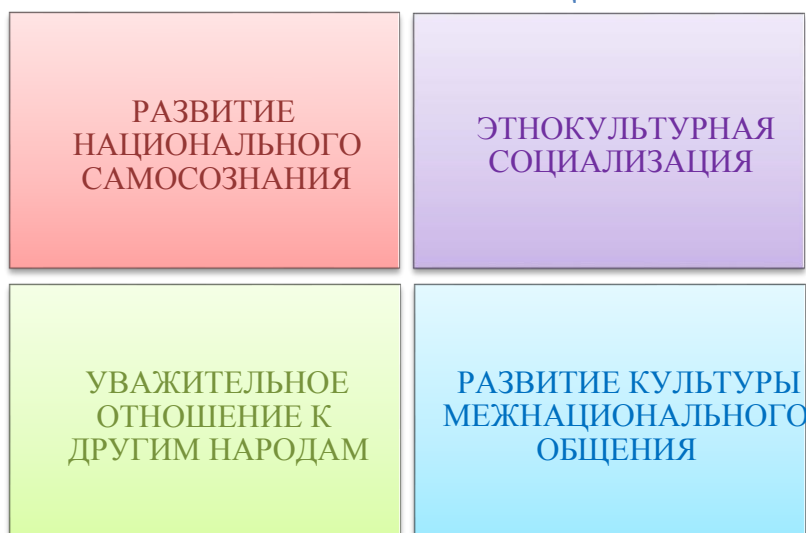 РАЗВИТИЕ
НАЦИОНАЛЬНОГО
САМОСОЗНАНИЯ
ЭТНОКУЛЬТУРНАЯ
СОЦИАЛИЗАЦИЯ
УВАЖИТЕЛЬНОЕ
ОТНОШЕНИЕ К
ДРУГИМ НАРОДАМ
РАЗВИТИЕ КУЛЬТУРЫ
МЕЖНАЦИОНАЛЬНОГО
ОБЩЕНИЯ